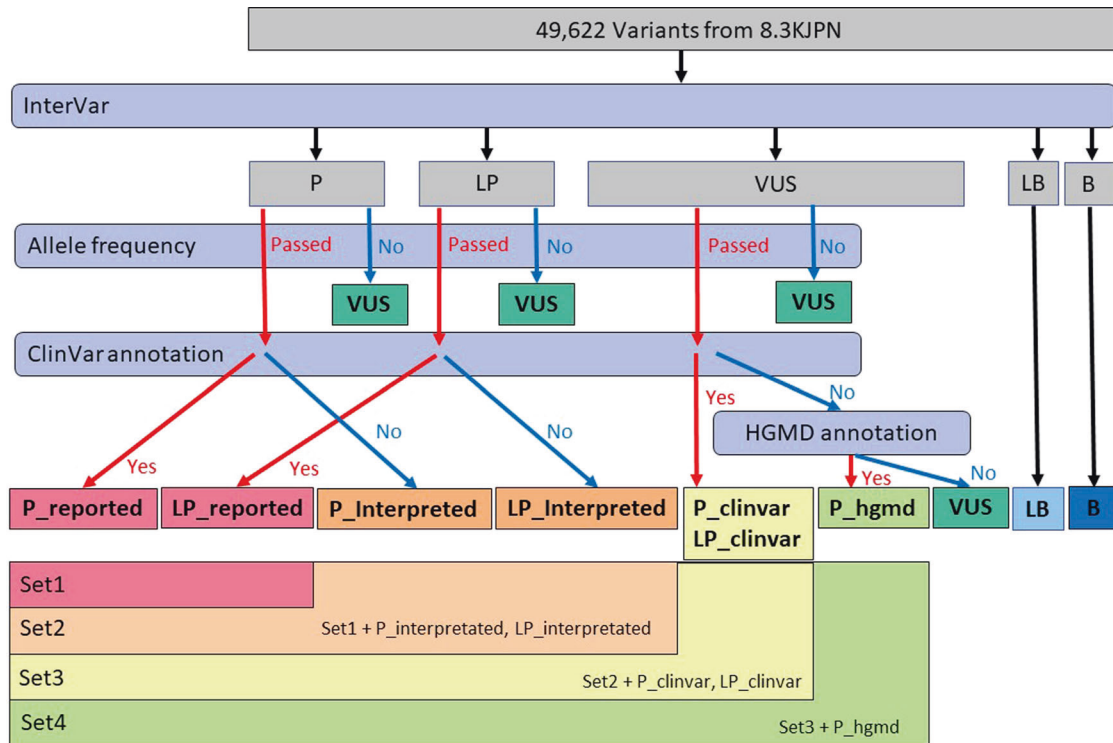 49,622 Variants from 8.3KJPN
InterVar
P LP VUS LB B
Allele frequency Passed No Passed No Passed No
VUS VUS VUS
ClinVar annotation
Yes No
No No HGMD annotation
Yes Yes Yes No
P_reported LP_reported P_Interpreted LP_Interpreted P_clinvar P_hgmd VUS LB B
LP_clinvar
Set1
Set2 Set1 + P_interpretated, LP_interpretated
Set3 Set2 + P_clinvar, LP_clinvar
Set4 Set3 + P_hgmd